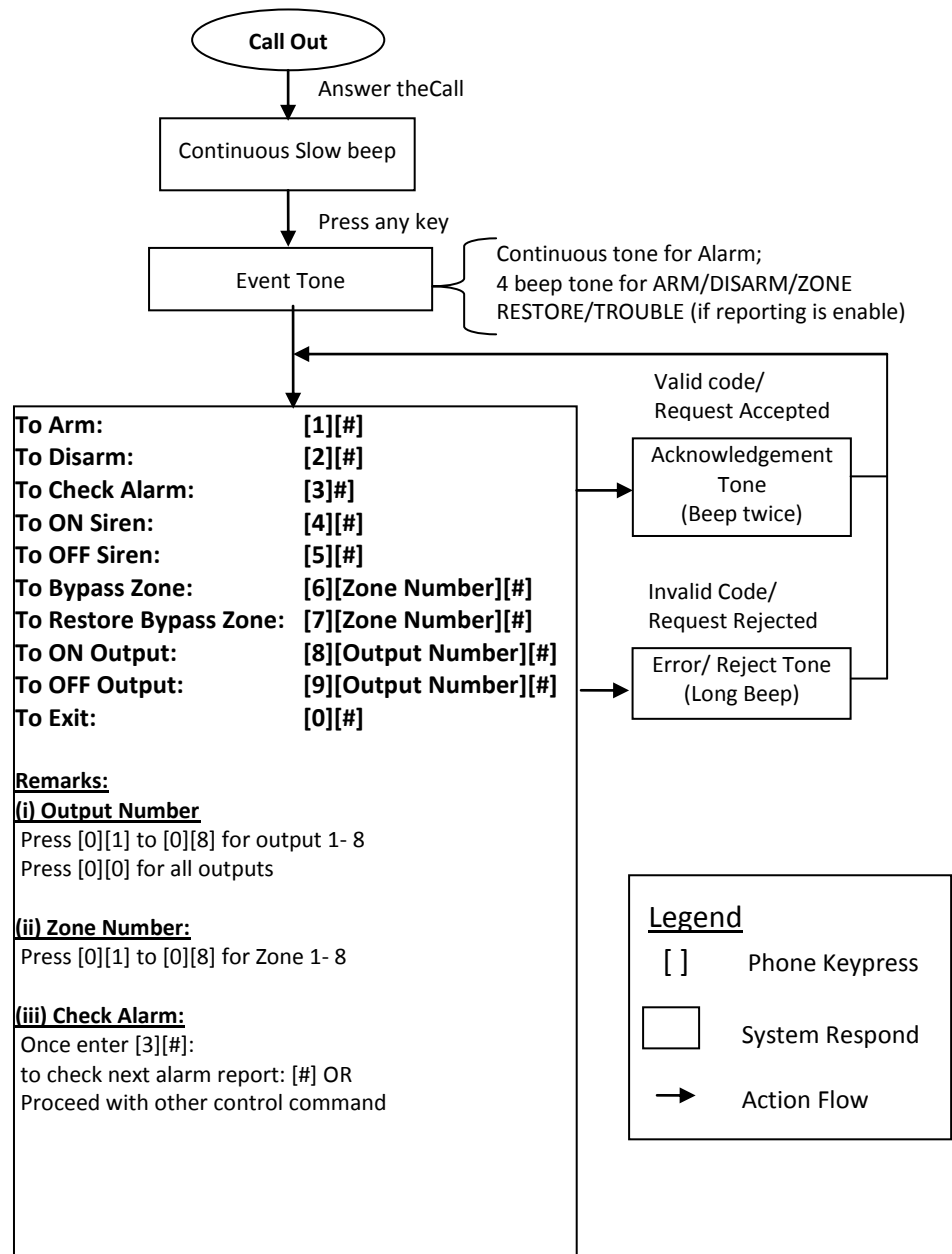 Call Out
Answer theCall
Continuous Slow beep
Press any key
Event Tone
Continuous tone for Alarm;
4 beep tone for ARM/DISARM/ZONE
RESTORE/TROUBLE (if reporting is enable)
To Arm: [1][#]
To Disarm: [2][#]
To Check Alarm: [3]#]
To ON Siren: [4][#]
To OFF Siren: [5][#]
To Bypass Zone: [6][Zone Number][#]
To Restore Bypass Zone: [7][Zone Number][#]
To ON Output: [8][Output Number][#]
To OFF Output: [9][Output Number][#]
To Exit: [0][#]
Valid code/
Request Accepted
Acknowledgement
Tone
(Beep twice)
Invalid Code/
Request Rejected
Error/ Reject Tone
(Long Beep)
Remarks:
(i) Output Number
Press [0][1] to [0][8] for output 1- 8
Press [0][0] for all outputs
(ii) Zone Number:
Press [0][1] to [0][8] for Zone 1- 8
(iii) Check Alarm:
Once enter [3][#]:
to check next alarm report: [#] OR
Proceed with other control command
Legend
[ ] Phone Keypress
System Respond
Action Flow